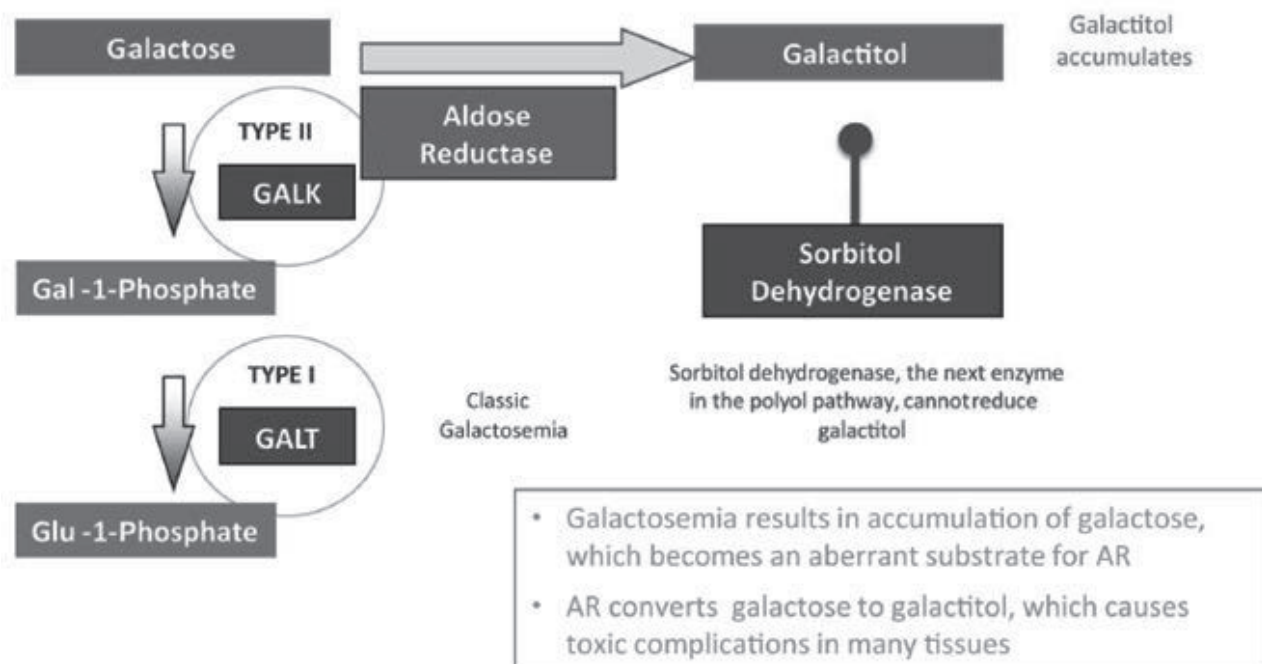 Galactose
Galactitol
Galactitol
accumulates
TYPE II
GALK
Aldose
Reductase
Gal -1-Phosphate
Sorbitol
Dehydrogenase
TYPE I
GALT
Classic
Galactosemia
Sorbitol dehydrogenase, the next enzyme
in the polyol pathway, cannotreduce
galactitol
Glu -1-Phosphate
• Galactosemia results in accumulation of galactose,
which becomes an aberrant substrate for AR
• AR converts galactose to galactitol, which causes
toxic complications in many tissues